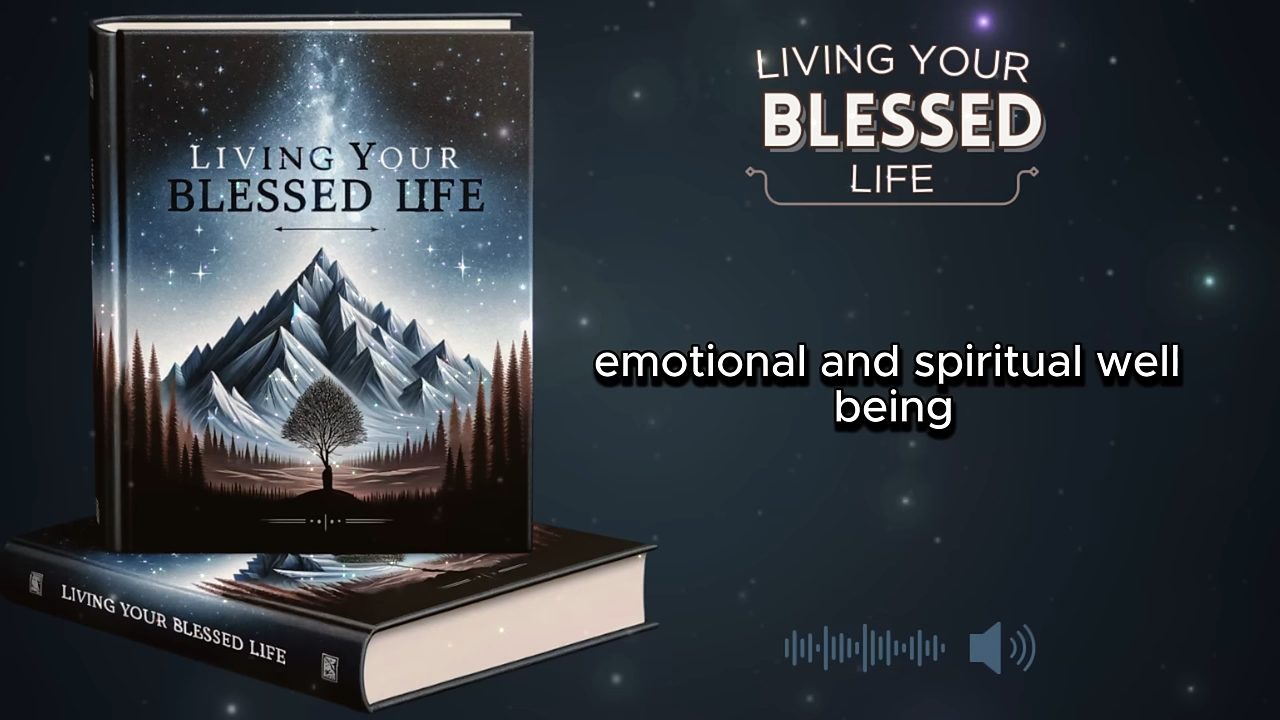 LIVING YOUR
BLESSED LIFE
LIVING YOUR BLESSED LIFE
LIVING YOUR
BLESSED
LIFE
emotional and spiritual well
being